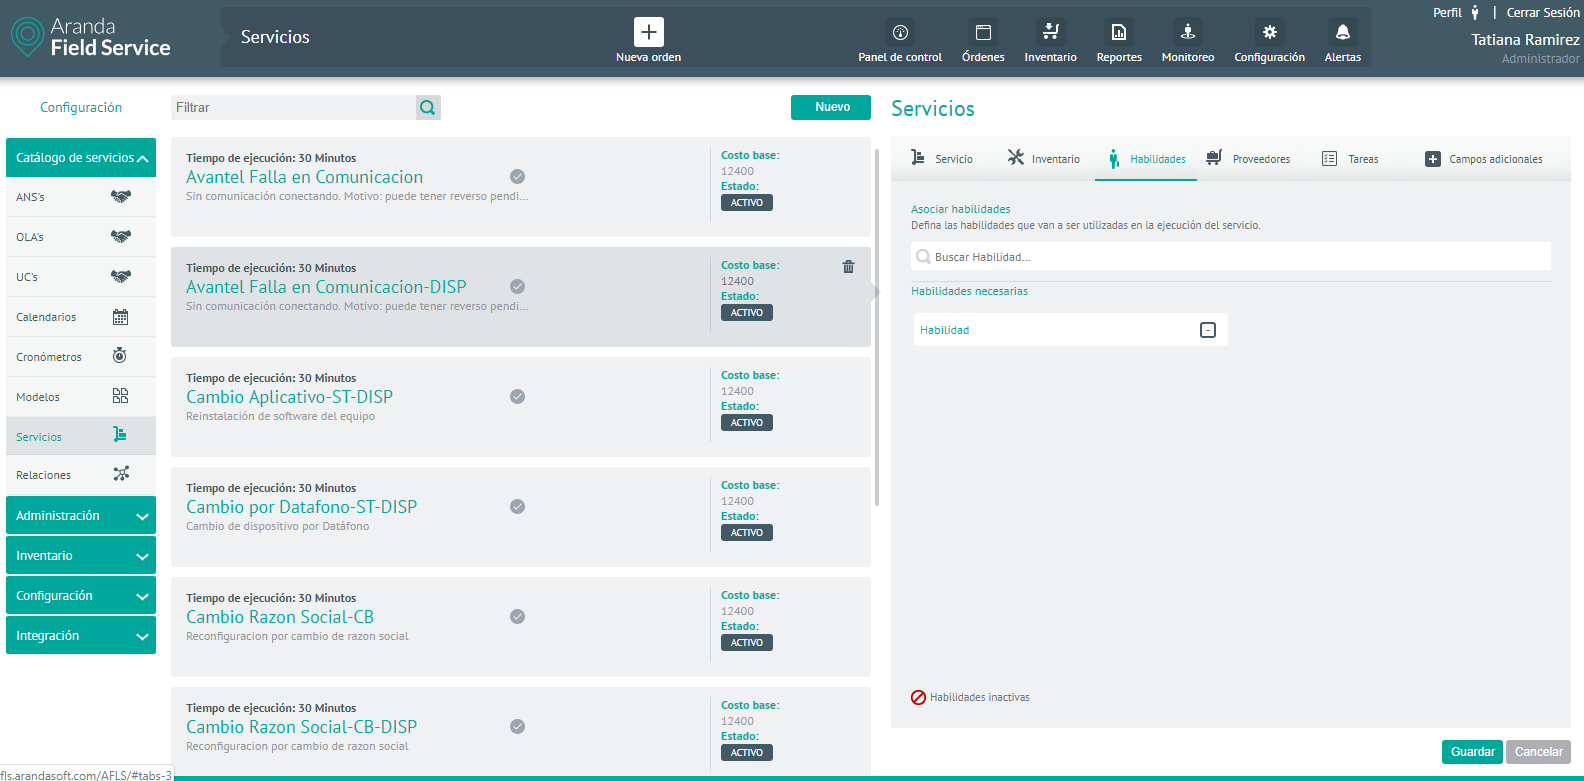 Aranda
Field Service
Servicios
Nueva orden
Panel de control
Órdenes
Inventario
Reportes
Monitoreo
Configuración
Alertas
Perfil | Cerrar Sesión
Tatiana Ramirez
Administrador
Configuración
Catálogo de servicios
ANS's
OLA's
UC's
Calendarios
Cronómetros
Modelos
Servicios
Relaciones
Administración
Inventario
Configuración
Integración
Filtrar
Nuevo
Tiempo de ejecución: 30 Minutos
Avantel Falla en Comunicacion
Sin comunicación conectando. Motivo: puede tener reverso pendi...
Costo base:
12400
Estado:
ACTIVO
Tiempo de ejecución: 30 Minutos
Avantel Falla en Comunicacion-DISP
Sin comunicación conectando. Motivo: puede tener reverso pendi...
Costo base:
12400
Estado:
ACTIVO
Tiempo de ejecución: 30 Minutos
Cambio Aplicativo-ST-DISP
Reinstalación de software del equipo
Costo base:
12400
Estado:
ACTIVO
Tiempo de ejecución: 30 Minutos
Cambio por Datafono-ST-DISP
Cambio de dispositivo por Datáfono
Costo base:
12400
Estado:
ACTIVO
Tiempo de ejecución: 30 Minutos
Cambio Razon Social-CB
Reconfiguracion por cambio de razon social
Costo base:
12400
Estado:
ACTIVO
Tiempo de ejecución: 30 Minutos
Cambio Razon Social-CB-DISP
Reconfiguracion por cambio de razon social
Costo base:
12400
Estado:
ACTIVO
Servicios
Servicio
Inventario
Habilidades
Proveedores
Tareas
Campos adicionales
Asociar habilidades
Defina las habilidades que van a ser utilizadas en la ejecución del servicio.
Buscar Habilidad...
Habilidades necesarias
Habilidad
Habilidades inactivas
Guardar
Cancelar
fls.arandasoft.com/AFLS/#tabs-3